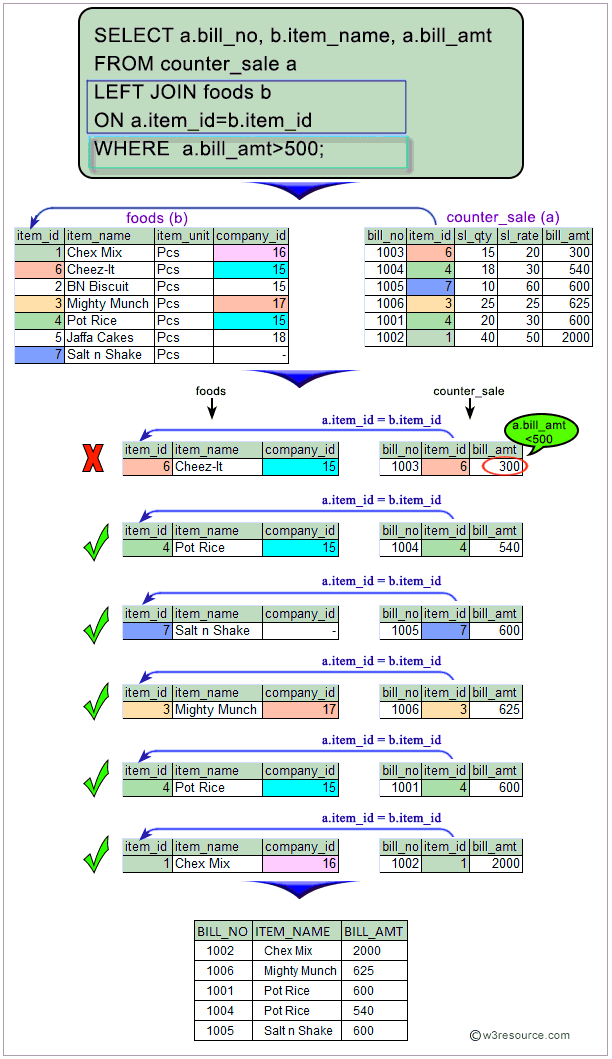 SELECT a.bill_no, b.item_name, a.bill_amt
FROM counter_sale a
LEFT JOIN foods b
ON a.item_id=b.item_id
WHERE a.bill_amt>500;
foods (b)
item_id item_name item_unit company_id
1 Chex Mix Pcs 16
6 Cheez-It Pcs 15
2 BN Biscuit Pcs 15
3 Mighty Munch Pcs 17
4 Pot Rice Pcs 15
5 Jaffa Cakes Pcs 18
7 Salt n Shake Pcs -
counter_sale (a)
bill_no item_id sl_qty sl_rate bill_amt
1003 6 15 20 300
1004 4 18 30 540
1005 7 10 60 600
1006 3 25 25 625
1001 4 20 30 600
1002 1 40 50 2000
foods counter_sale
a.item_id = b.item_id
a.bill_amt
<500
item_id item_name company_id bill_no item_id bill_amt
X 6 Cheez-It 15 1003 6 300
a.item_id = b.item_id
item_id item_name company_id bill_no item_id bill_amt
4 Pot Rice 15 1004 4 540
a.item_id = b.item_id
item_id item_name company_id bill_no item_id bill_amt
7 Salt n Shake - 1005 7 600
a.item_id = b.item_id
item_id item_name company_id bill_no item_id bill_amt
3 Mighty Munch 17 1006 3 625
a.item_id = b.item_id
item_id item_name company_id bill_no item_id bill_amt
4 Pot Rice 15 1001 4 600
a.item_id = b.item_id
item_id item_name company_id bill_no item_id bill_amt
1 Chex Mix 16 1002 1 2000
BILL_NO ITEM_NAME BILL_AMT
1002 Chex Mix 2000
1006 Mighty Munch 625
1001 Pot Rice 600
1004 Pot Rice 540
1005 Salt n Shake 600
© w3resource.com